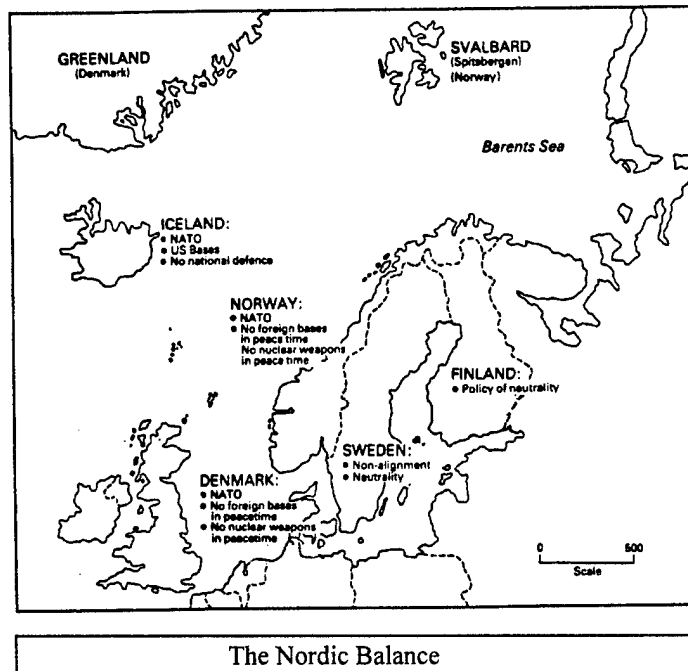 GREENLAND
(Denmark)
SVALBARD
(Spitsbergen)
(Norway)
Barents Sea
ICELAND:
• NATO
• US Bases
• No national defence
NORWAY:
• NATO
• No foreign bases
in peace time
No nuclear weapons
in peace time
FINLAND:
• Policy of neutrality
SWEDEN:
• Non-alignment
• Neutrality
DENMARK:
• NATO
• No foreign bases
in peacetime
• No nuclear weapons
in peacetime
0 500
Scale
The Nordic Balance